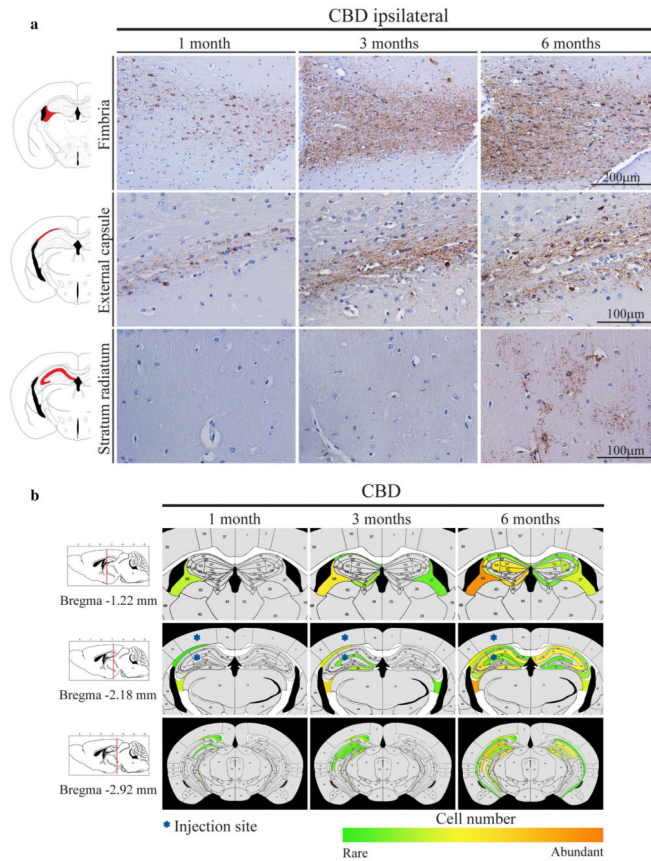 CBD ipsilateral
a
1 month
3 months
6 months
Fimbria
200μm
External capsule
100μm
Stratum radiatum
100μm
b
CBD
1 month
3 months
6 months
Bregma -1.22 mm
Bregma -2.18 mm
Bregma -2.92 mm
Injection site
Cell number
Rare
Abundant